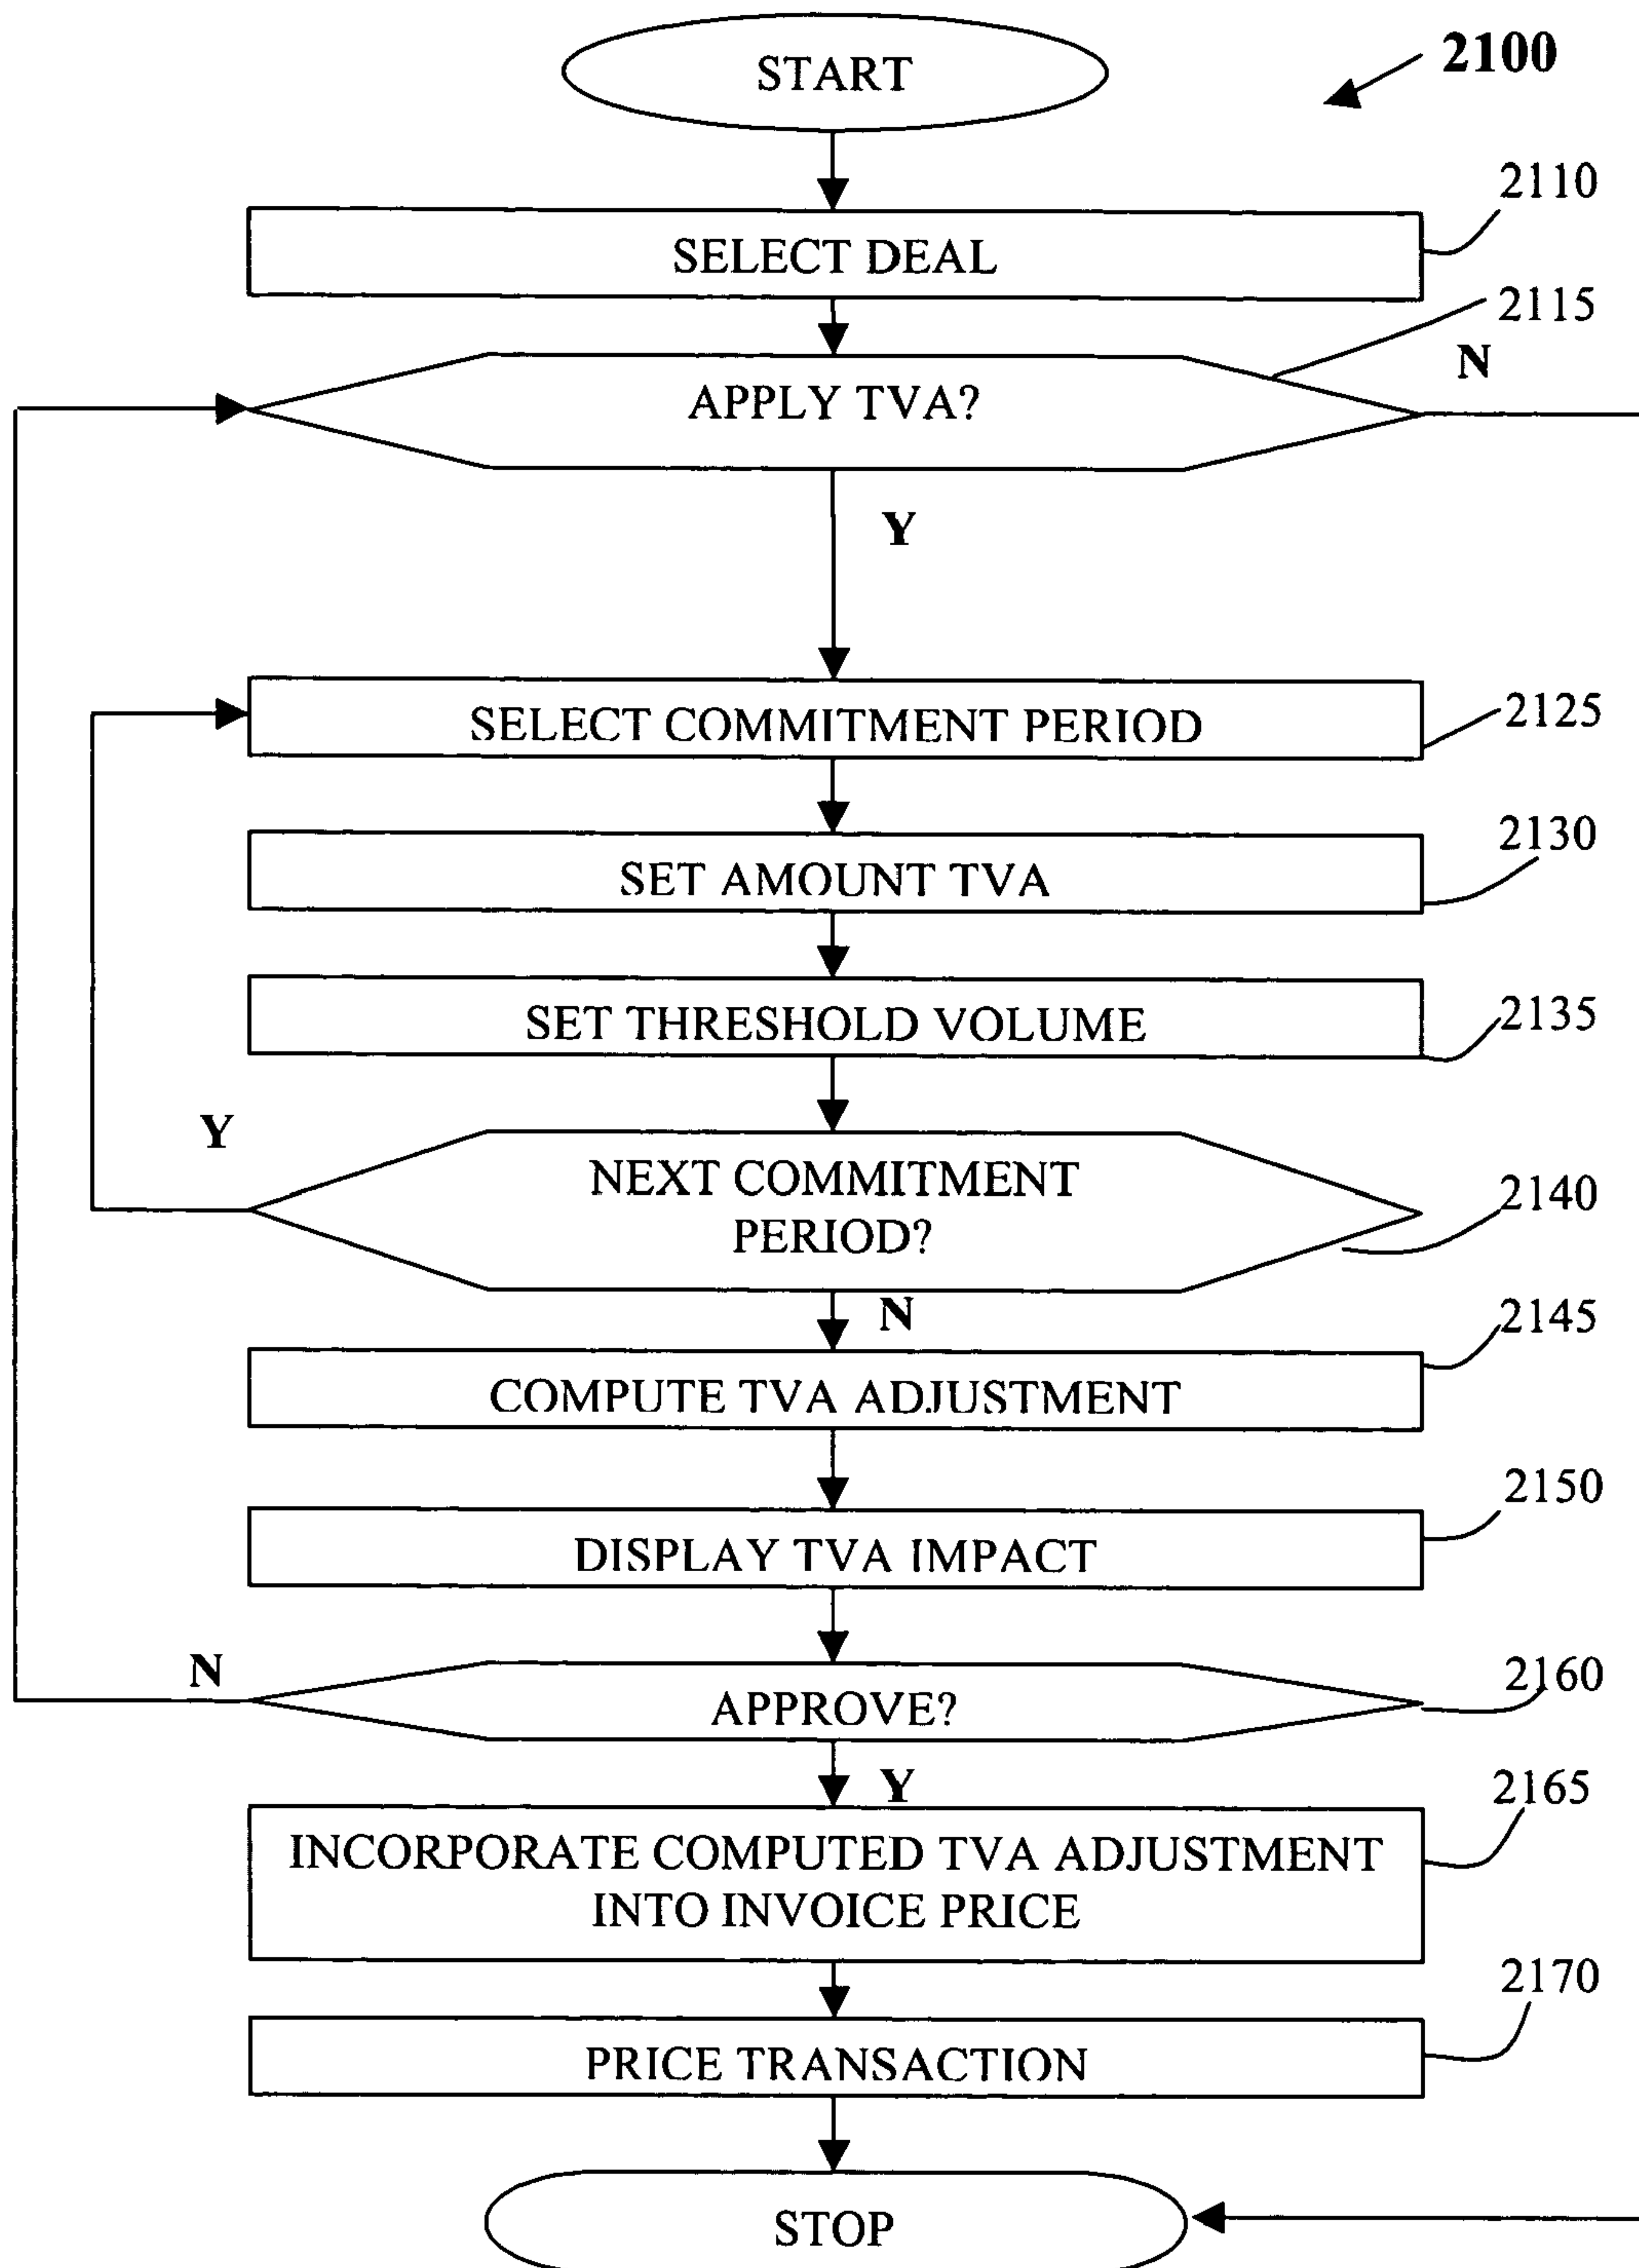 START
2100
2110
SELECT DEAL
2115
N
APPLY TVA?
Y
SELECT COMMITMENT PERIOD
2125
2130
SET AMOUNT TVA
SET THRESHOLD VOLUME
2135
Y
NEXT COMMITMENT
PERIOD?
2140
N
2145
COMPUTE TVA ADJUSTMENT
2150
DISPLAY TVA IMPACT
N
2160
APPROVE?
Y
2165
INCORPORATE COMPUTED TVA ADJUSTMENT
INTO INVOICE PRICE
2170
PRICE TRANSACTION
STOP